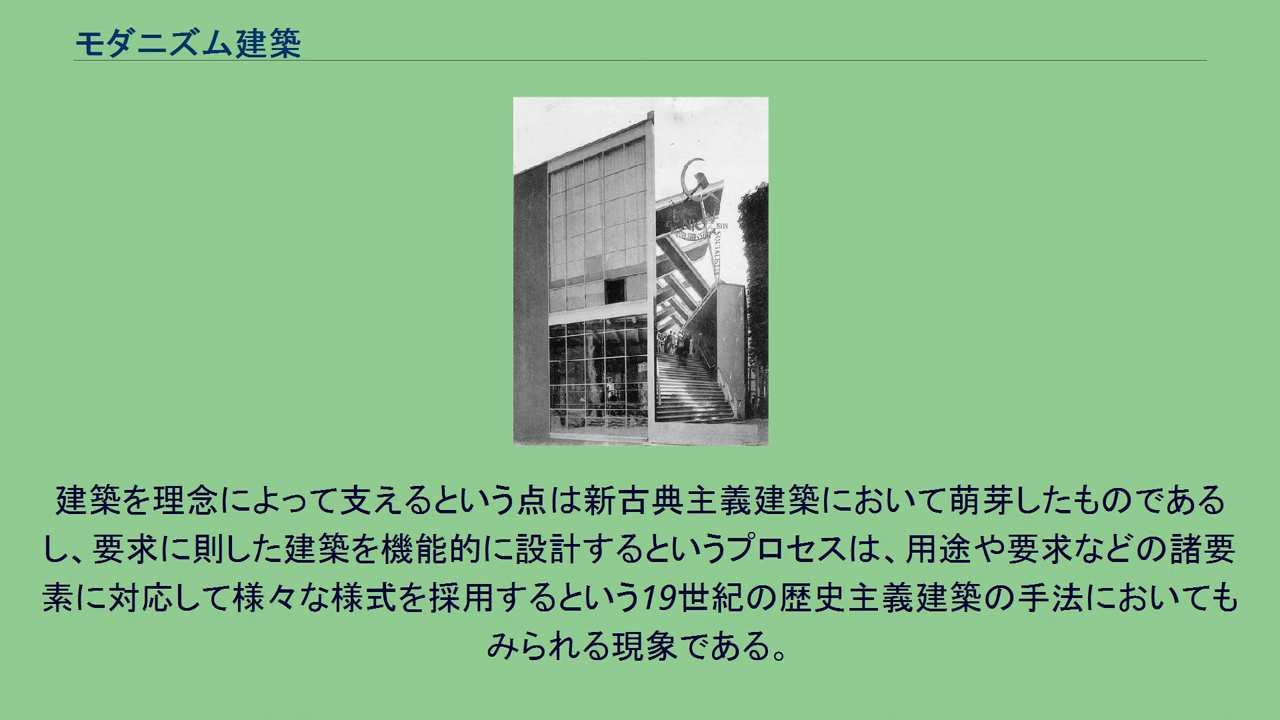 モダニズム建築
SOCIALISTES
建築を理念によって支えるという点は新古典主義建築において萌芽したものである
し、要求に則した建築を機能的に設計するというプロセスは、用途や要求などの諸要
素に対応して様々な様式を採用するという19世紀の歴史主義建築の手法においても
みられる現象である。